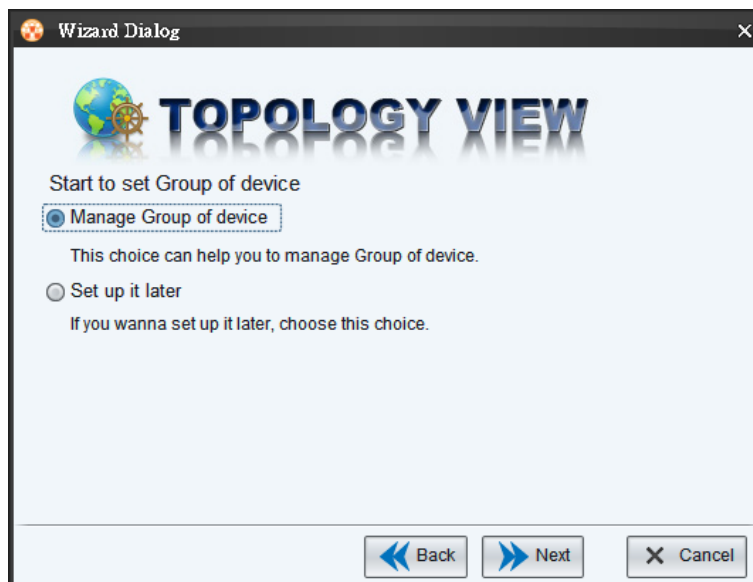 Wizard Dialog
TOPOLOGY VIEW
Start to set Group of device
Manage Group of device
This choice can help you to manage Group of device.
Set up it later
If you wanna set up it later, choose this choice.
Back
Next
Cancel